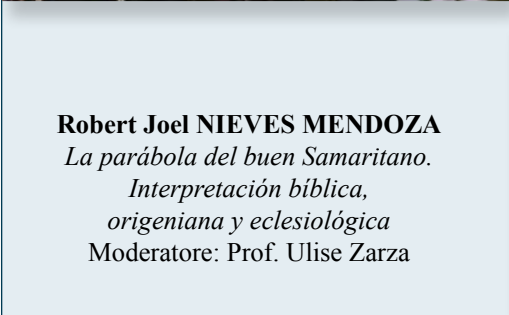 Robert Joel NIEVES MENDOZA
La parábola del buen Samaritano.
Interpretación bíblica,
origeniana y eclesiológica
Moderatore: Prof. Ulise Zarza